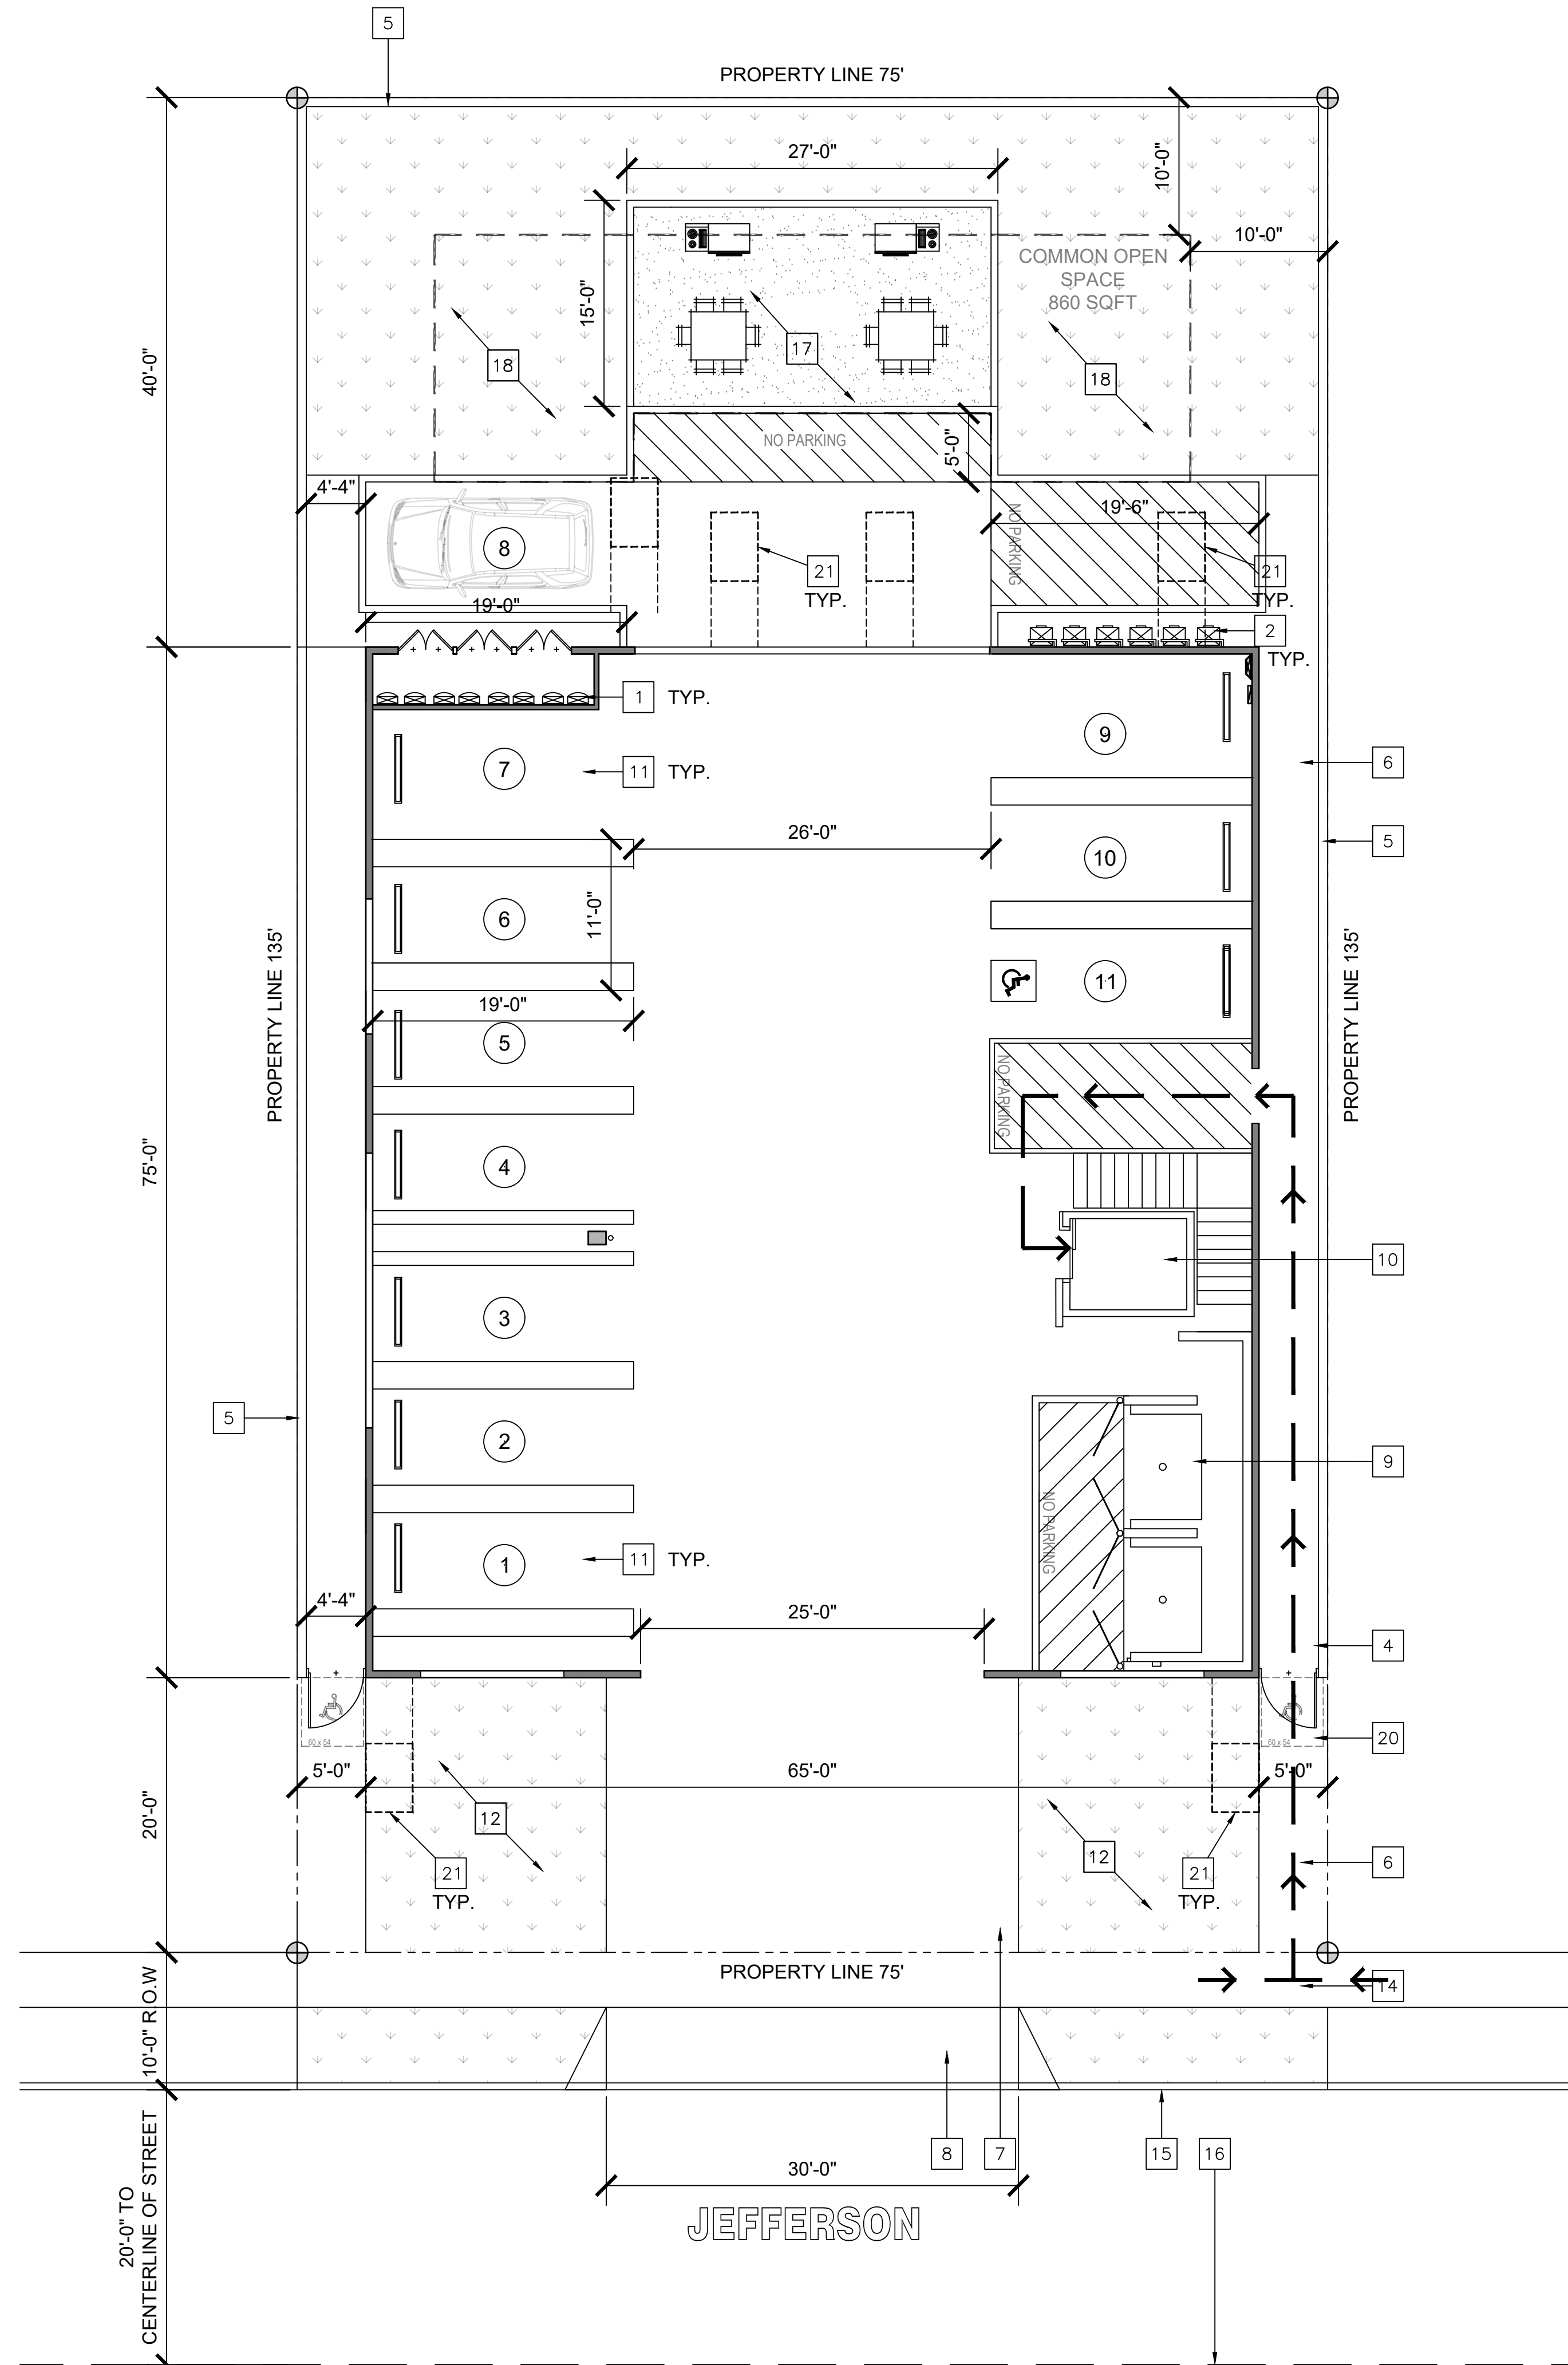 5
PROPERTY LINE 75'
27'-0"
10'-0"
10'-0"
COMMON OPEN
SPACE
860 SQFT
15'-0"
40'-0"
17
18
18
NO PARKING
5'-0"
4'-4"
19'-6"
NO PARKING
8
21
TYP.
21
TYP.
19'-0"
2
TYP.
1 TYP.
9
7
11 TYP.
6
26'-0"
5
10
6
11'-0"
PROPERTY LINE 135'
PROPERTY LINE 135'
11
19'-0"
5
NO PARKING
75'-0"
4
10
3
5
2
9
NO PARKING
1
11 TYP.
4'-4"
25'-0"
4
20
60 x 54
60 x 54
5'-0"
65'-0"
5'-0"
20'-0"
12
12
21
TYP.
21
TYP.
6
PROPERTY LINE 75'
14
10'-0" R.O.W
8
7
15
16
30'-0"
JEFFERSON
20'-0" TO
CENTERLINE OF STREET